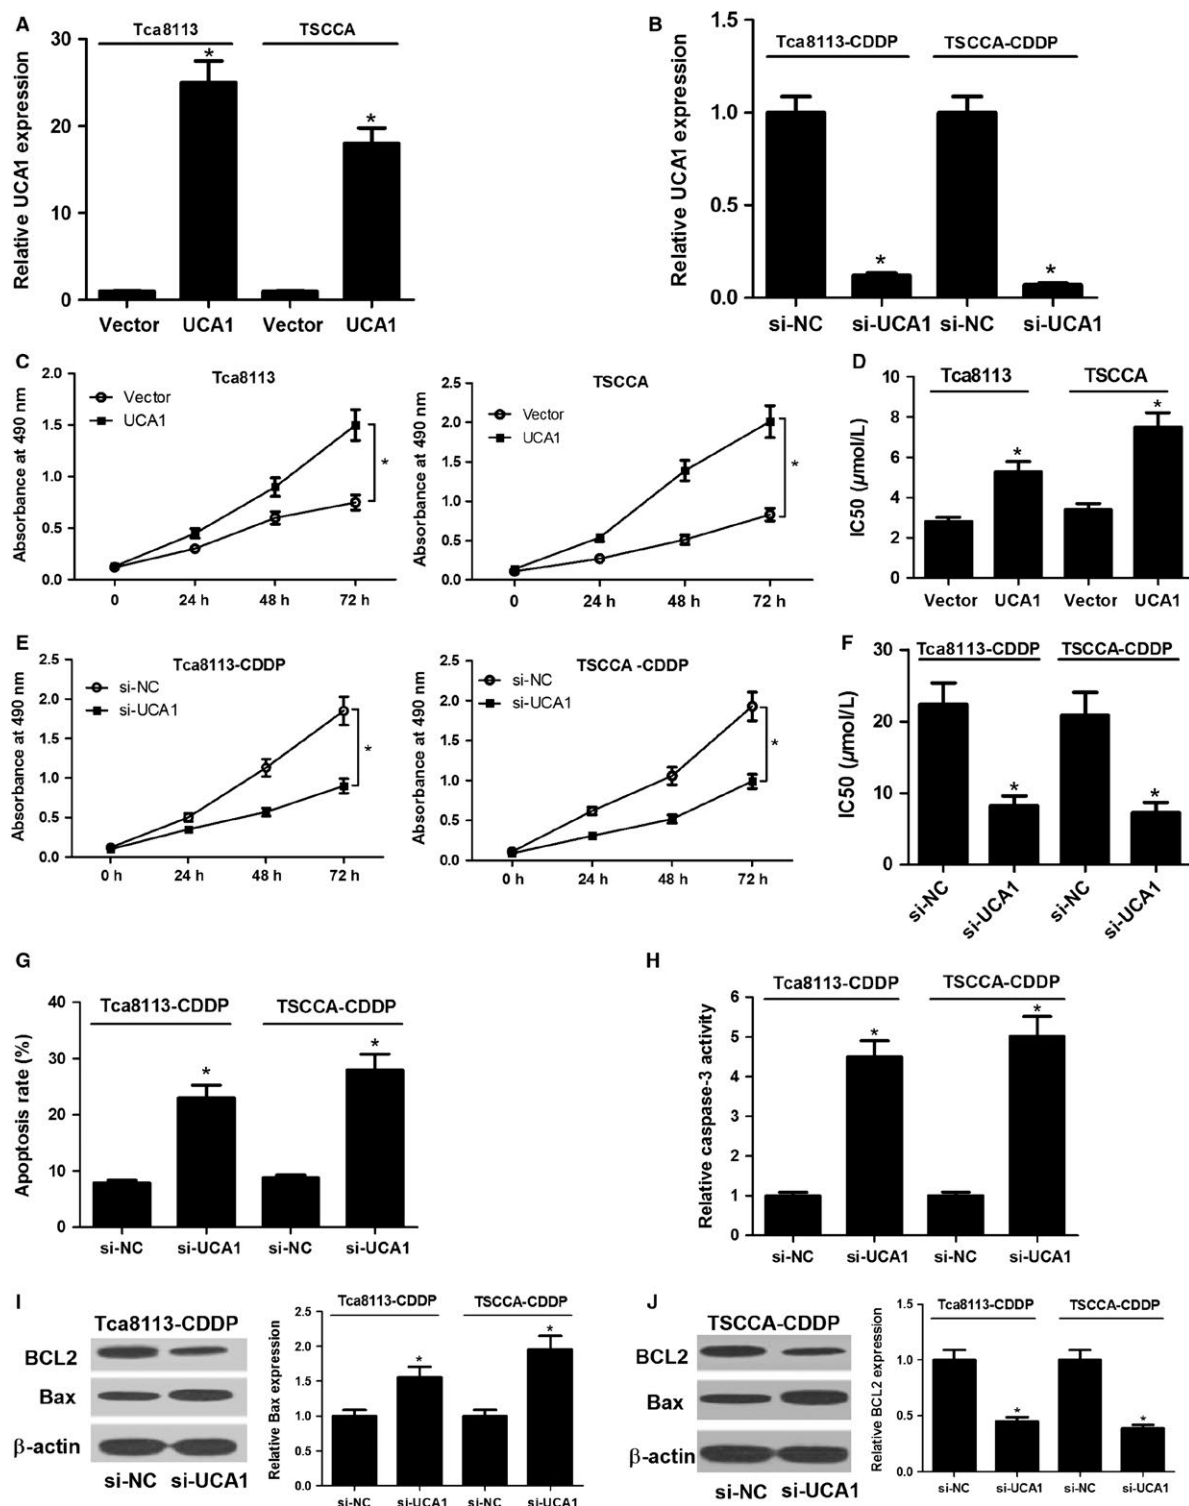 A
Tca8113 TSCCA
Relative UCA1 expression
30
20
10
0
* *
Vector UCA1 Vector UCA1
B
Tca8113-CDDP TSCCA-CDDP
Relative UCA1 expression
1.5
1.0
0.5
0.0
* *
si-NC si-UCA1 si-NC si-UCA1
C
Tca8113
Absorbance at 490 nm
2.0
1.5
1.0
0.5
0.0
Vector
UCA1
*
0 24 h 48 h 72 h
TSCCA
Absorbance at 490 nm
2.5
2.0
1.5
1.0
0.5
0.0
Vector
UCA1
*
0 24 h 48 h 72 h
D
Tca8113 TSCCA
IC50 (µmol/L)
10
8
6
4
2
0
* *
Vector UCA1 Vector UCA1
E
Tca8113-CDDP
Absorbance at 490 nm
2.5
2.0
1.5
1.0
0.5
0.0
si-NC
si-UCA1
*
0 h 24 h 48 h 72 h
TSCCA -CDDP
Absorbance at 490 nm
2.5
2.0
1.5
1.0
0.5
0.0
si-NC
si-UCA1
*
0 h 24 h 48 h 72 h
F
Tca8113-CDDP TSCCA-CDDP
IC50 (µmol/L)
30
20
10
0
* *
si-NC si-UCA1 si-NC si-UCA1
G
Tca8113-CDDP TSCCA-CDDP
Apoptosis rate (%)
40
30
20
10
0
* *
si-NC si-UCA1 si-NC si-UCA1
H
Tca8113-CDDP TSCCA-CDDP
Relative caspase-3 activity
6
5
4
3
2
1
0
* *
si-NC si-UCA1 si-NC si-UCA1
I
Tca8113-CDDP
BCL2
Bax
β-actin
si-NC si-UCA1
Tca8113-CDDP TSCCA-CDDP
Relative Bax expression
2.5
2.0
1.5
1.0
0.5
0.0
* *
si-NC si-UCA1 si-NC si-UCA1
J
TSCCA-CDDP
BCL2
Bax
β-actin
si-NC si-UCA1
Tca8113-CDDP TSCCA-CDDP
Relative BCL2 expression
1.5
1.0
0.5
0.0
* *
si-NC si-UCA1 si-NC si-UCA1